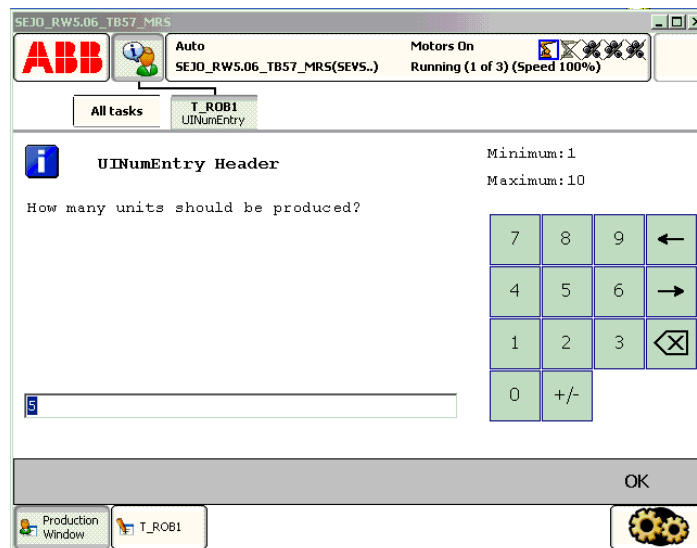 SEJO_RW5.06_TB57_MRS
ABB
Auto
Motors On
SEJO_RW5.06_TB57_MRS(SEVS..)
Running (1 of 3) (Speed 100%)
All tasks
T_ROB1
UINumEntry
i
UINumEntry Header
Minimum:1
Maximum:10
How many units should be produced?
7 8 9 ←
4 5 6 →
1 2 3
0 +/-
5
OK
Production
Window
T_ROB1